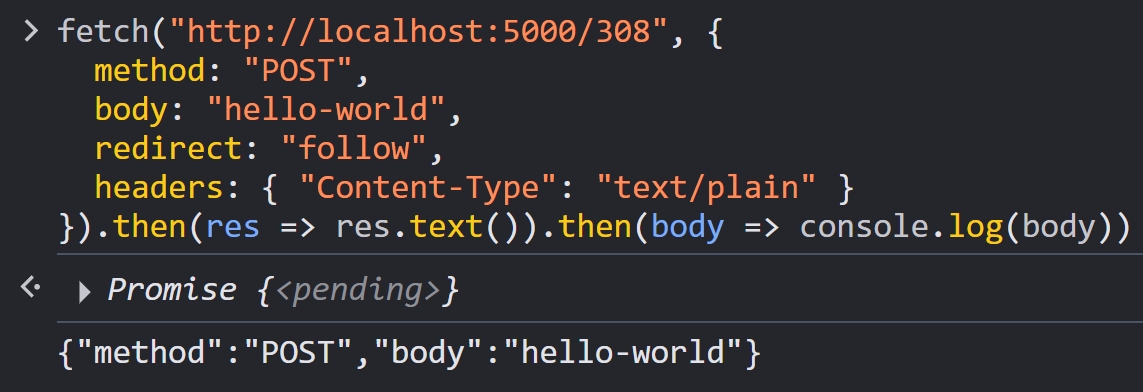 fetch("http://localhost:5000/308", {
method: "POST",
body: "hello-world",
redirect: "follow",
headers: { "Content-Type": "text/plain" }
}).then(res => res.text()).then(body => console.log(body))
Promise {<pending>}
{"method":"POST","body":"hello-world"}